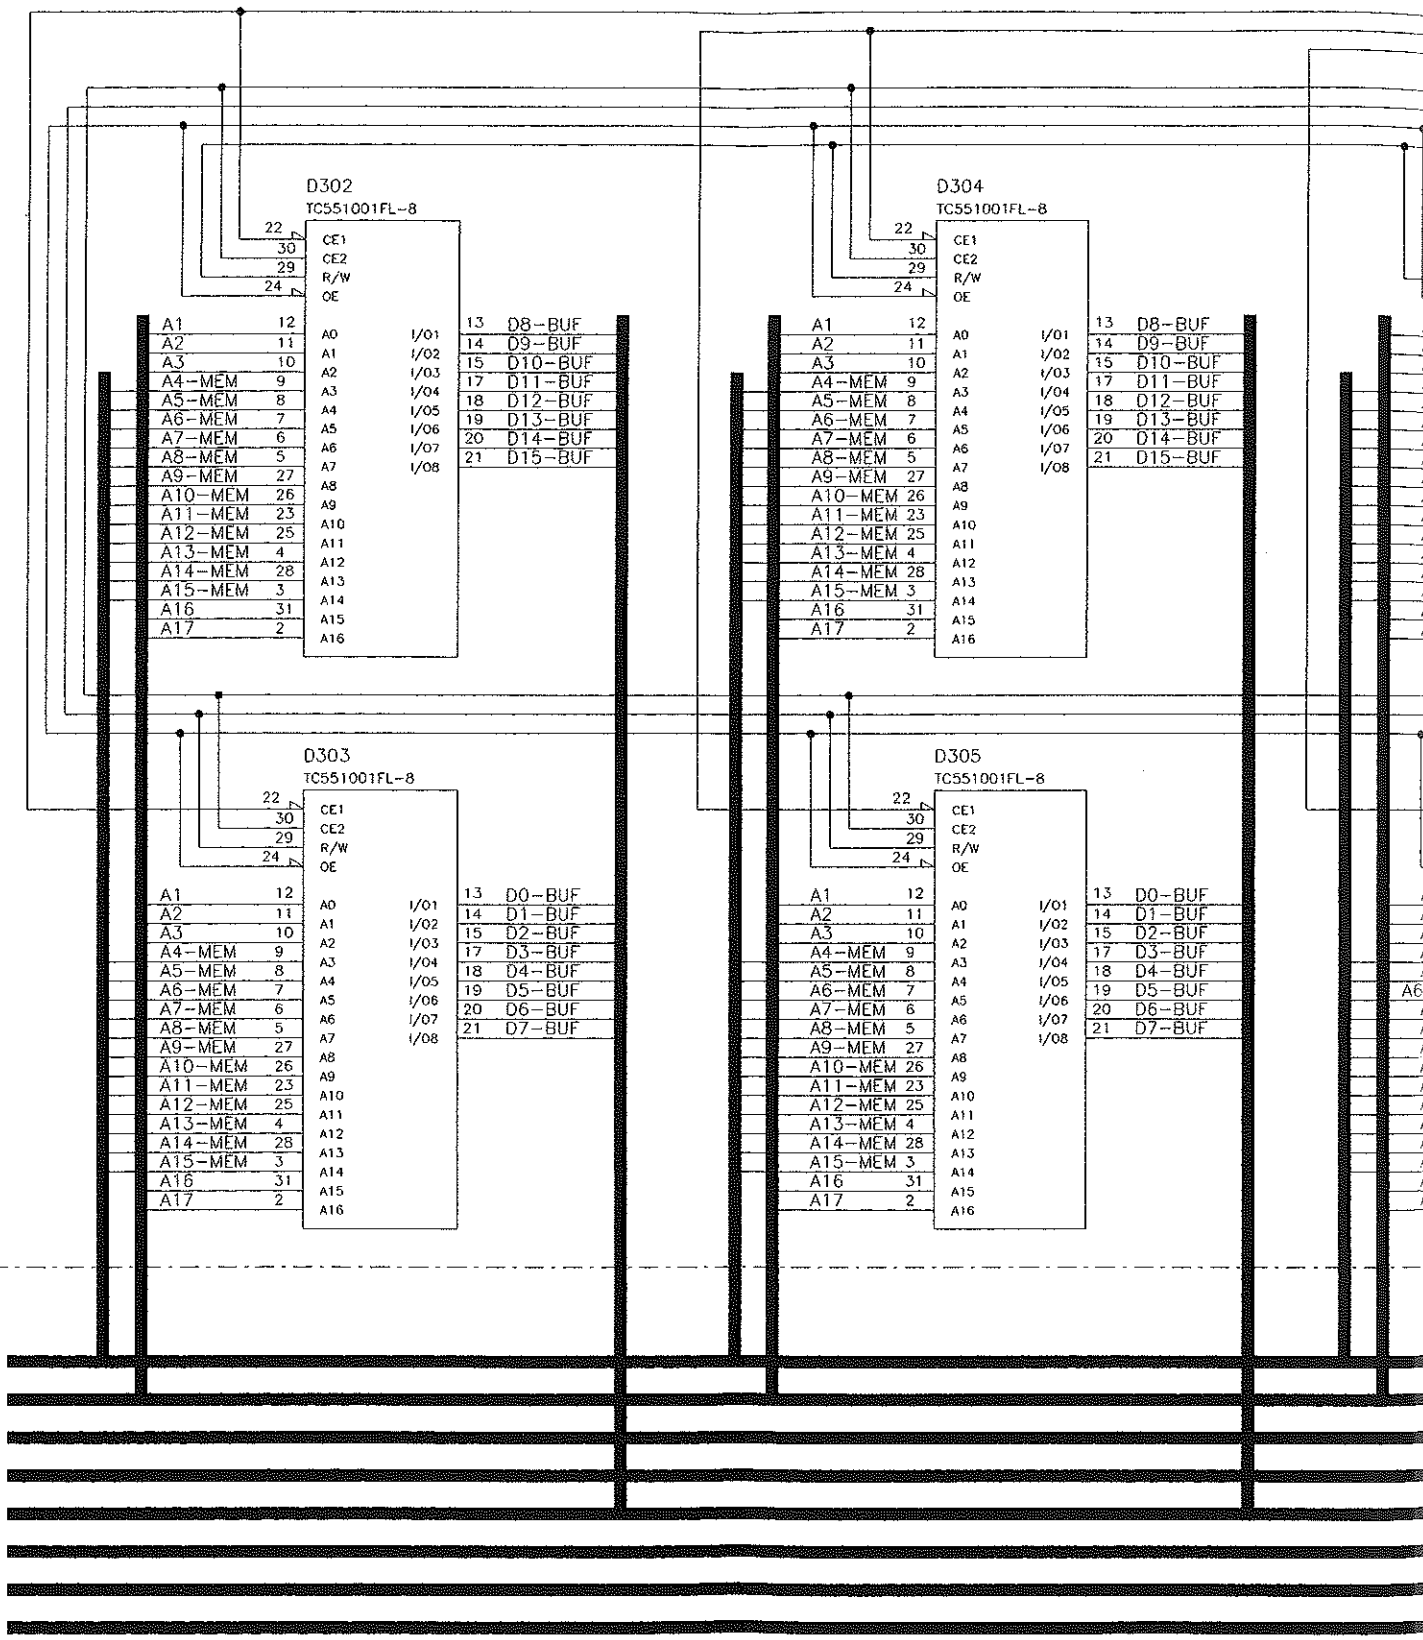 D302
TC551001FL-8
22 CE1
30 CE2
29 R/W
24 OE
A1 12 A0 I/O1 13 D8-BUF
A2 11 A1 I/O2 14 D9-BUF
A3 10 A2 I/O3 15 D10-BUF
A4-MEM 9 A3 I/O4 17 D11-BUF
A5-MEM 8 A4 I/O5 18 D12-BUF
A6-MEM 7 A5 I/O6 19 D13-BUF
A7-MEM 6 A6 I/O7 20 D14-BUF
A8-MEM 5 A7 I/O8 21 D15-BUF
A9-MEM 27 A8
A10-MEM 26 A9
A11-MEM 23 A10
A12-MEM 25 A11
A13-MEM 4 A12
A14-MEM 28 A13
A15-MEM 3 A14
A16 31 A15
A17 2 A16
D304
TC551001FL-8
22 CE1
30 CE2
29 R/W
24 OE
A1 12 A0 I/O1 13 D8-BUF
A2 11 A1 I/O2 14 D9-BUF
A3 10 A2 I/O3 15 D10-BUF
A4-MEM 9 A3 I/O4 17 D11-BUF
A5-MEM 8 A4 I/O5 18 D12-BUF
A6-MEM 7 A5 I/O6 19 D13-BUF
A7-MEM 6 A6 I/O7 20 D14-BUF
A8-MEM 5 A7 I/O8 21 D15-BUF
A9-MEM 27 A8
A10-MEM 26 A9
A11-MEM 23 A10
A12-MEM 25 A11
A13-MEM 4 A12
A14-MEM 28 A13
A15-MEM 3 A14
A16 31 A15
A17 2 A16
D303
TC551001FL-8
22 CE1
30 CE2
29 R/W
24 OE
A1 12 A0 I/O1 13 D0-BUF
A2 11 A1 I/O2 14 D1-BUF
A3 10 A2 I/O3 15 D2-BUF
A4-MEM 9 A3 I/O4 17 D3-BUF
A5-MEM 8 A4 I/O5 18 D4-BUF
A6-MEM 7 A5 I/O6 19 D5-BUF
A7-MEM 6 A6 I/O7 20 D6-BUF
A8-MEM 5 A7 I/O8 21 D7-BUF
A9-MEM 27 A8
A10-MEM 26 A9
A11-MEM 23 A10
A12-MEM 25 A11
A13-MEM 4 A12
A14-MEM 28 A13
A15-MEM 3 A14
A16 31 A15
A17 2 A16
D305
TC551001FL-8
22 CE1
30 CE2
29 R/W
24 OE
A1 12 A0 I/O1 13 D0-BUF
A2 11 A1 I/O2 14 D1-BUF
A3 10 A2 I/O3 15 D2-BUF
A4-MEM 9 A3 I/O4 17 D3-BUF
A5-MEM 8 A4 I/O5 18 D4-BUF
A6-MEM 7 A5 I/O6 19 D5-BUF
A7-MEM 6 A6 I/O7 20 D6-BUF
A8-MEM 5 A7 I/O8 21 D7-BUF
A9-MEM 27 A8
A10-MEM 26 A9
A11-MEM 23 A10
A12-MEM 25 A11
A13-MEM 4 A12
A14-MEM 28 A13
A15-MEM 3 A14
A16 31 A15
A17 2 A16
A6